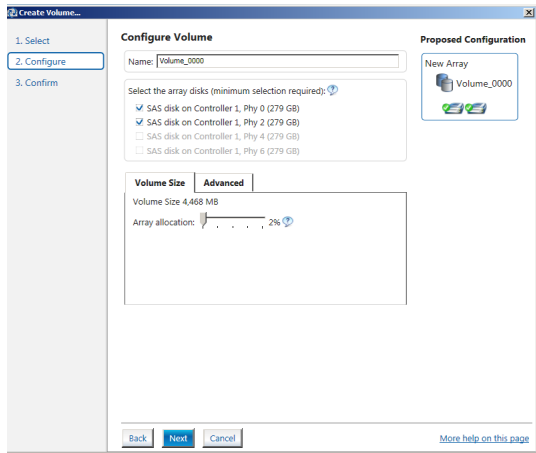 Create Volume...
1. Select
2. Configure
3. Confirm
Configure Volume
Name: Volume_0000
Select the array disks (minimum selection required): ?
SAS disk on Controller 1, Phy 0 (279 GB)
SAS disk on Controller 1, Phy 2 (279 GB)
SAS disk on Controller 1, Phy 4 (279 GB)
SAS disk on Controller 1, Phy 6 (279 GB)
Volume Size Advanced
Volume Size 4,468 MB
Array allocation: 2% ?
Proposed Configuration
New Array
Volume_0000
Back Next Cancel
More help on this page